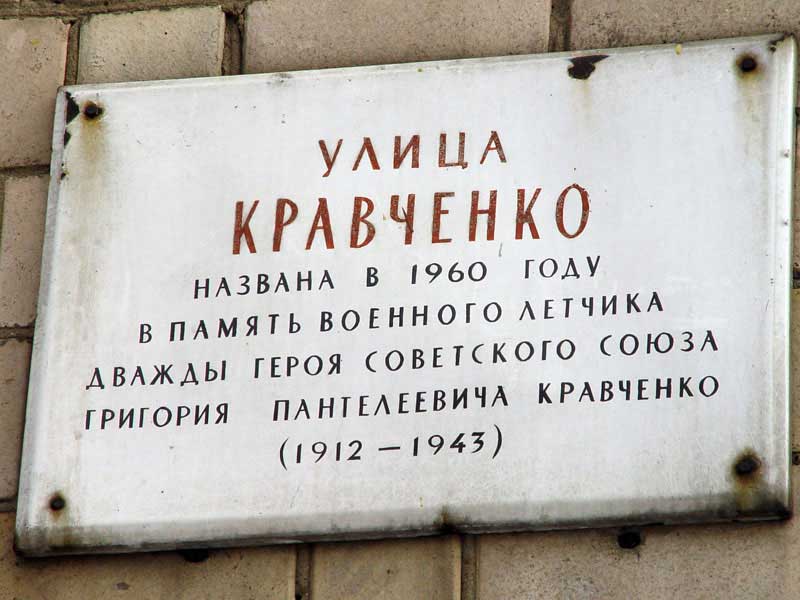 УЛИЦА
КРАВЧЕНКО
НАЗВАНА В 1960 ГОДУ
В ПАМЯТЬ ВОЕННОГО ЛЕТЧИКА
ДВАЖДЫ ГЕРОЯ СОВЕТСКОГО СОЮЗА
ГРИГОРИЯ ПАНТЕЛЕЕВИЧА КРАВЧЕНКО
(1912 — 1943)